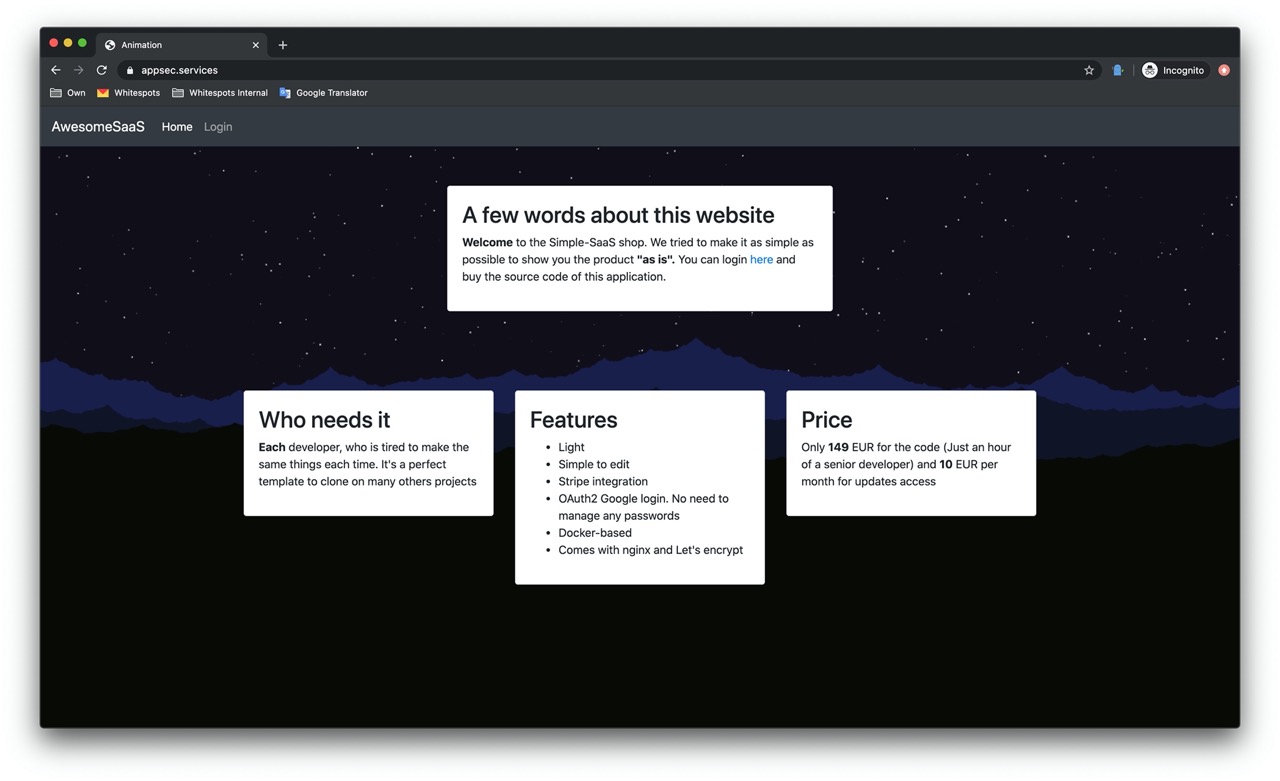 Animation
appsec.services
Incognito
Own Whitespots Whitespots Internal Google Translator
AwesomeSaaS Home Login
A few words about this website
Welcome to the Simple-SaaS shop. We tried to make it as simple as
possible to show you the product "as is". You can login here and
buy the source code of this application.
Who needs it
Each developer, who is tired to make the
same things each time. It's a perfect
template to clone on many others projects
Features
Light
Simple to edit
Stripe integration
OAuth2 Google login. No need to
manage any passwords
Docker-based
Comes with nginx and Let's encrypt
Price
Only 149 EUR for the code (Just an hour
of a senior developer) and 10 EUR per
month for updates access